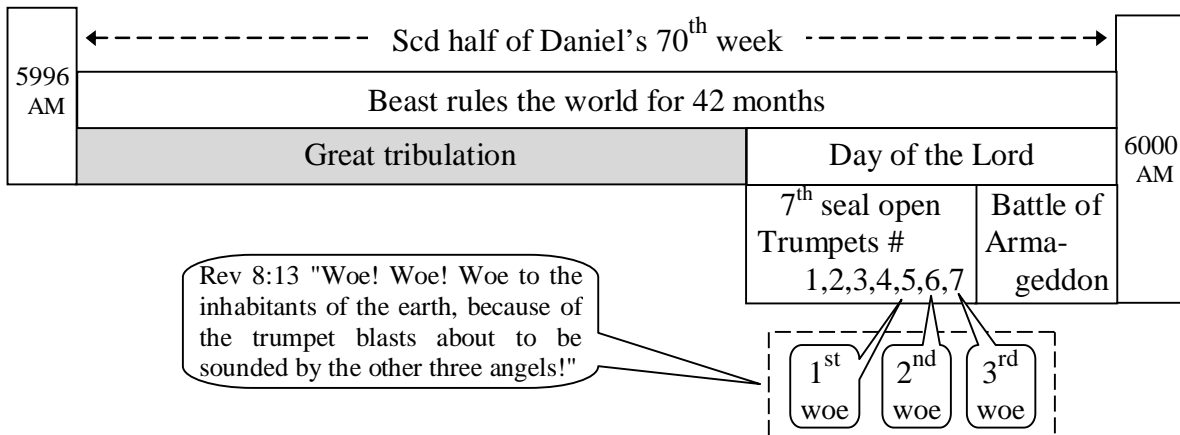 Scd half of Daniel's 70th week
5996
AM
Beast rules the world for 42 months
Great tribulation
Day of the Lord
6000
AM
7th seal open
Trumpets #
1,2,3,4,5,6,7
Battle of
Arma-
geddon
Rev 8:13 "Woe! Woe! Woe to the
inhabitants of the earth, because of
the trumpet blasts about to be
sounded by the other three angels!"
1st
woe
2nd
woe
3rd
woe